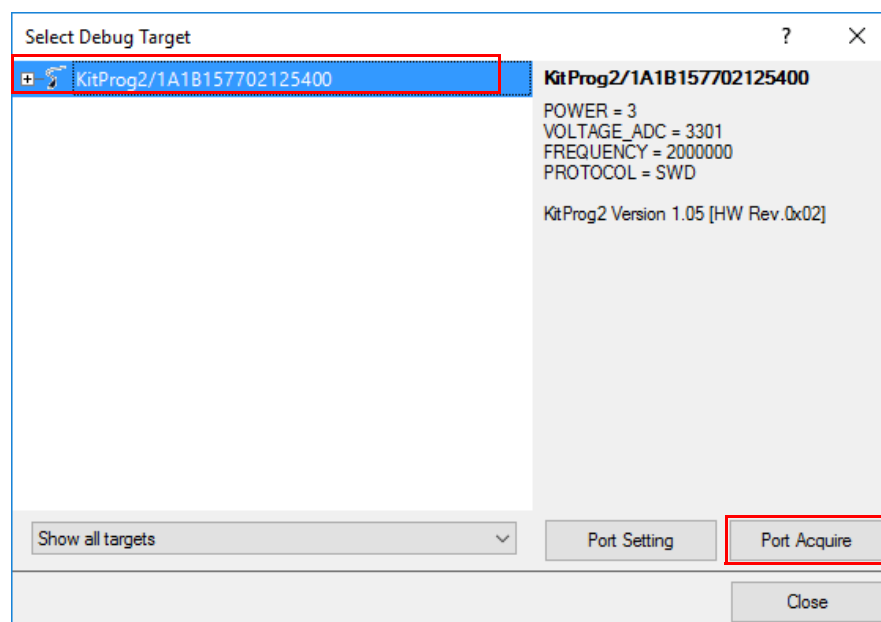 Select Debug Target
?
KitProg2/1A1B157702125400
KitProg2/1A1B157702125400
POWER = 3
VOLTAGE_ADC = 3301
FREQUENCY = 2000000
PROTOCOL = SWD
KitProg2 Version 1.05 [HW Rev.0x02]
Show all targets
Port Setting
Port Acquire
Close